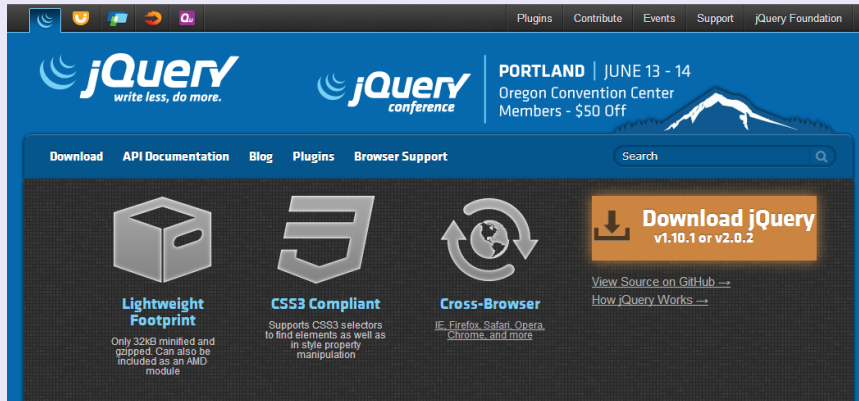 Plugins Contribute Events Support jQuery Foundation
jQuery
write less, do more.
jQuery
conference
PORTLAND | JUNE 13 - 14
Oregon Convention Center
Members - $50 Off
Download API Documentation Blog Plugins Browser Support Search
Lightweight
Footprint
Only 32kB minified and
gzipped. Can also be
included as an AMD
module
CSS3 Compliant
Supports CSS3 selectors
to find elements as well as
in style property
manipulation
Cross-Browser
IE, Firefox, Safari, Opera,
Chrome, and more
Download jQuery
v1.10.1 or v2.0.2
View Source on GitHub →
How jQuery Works →